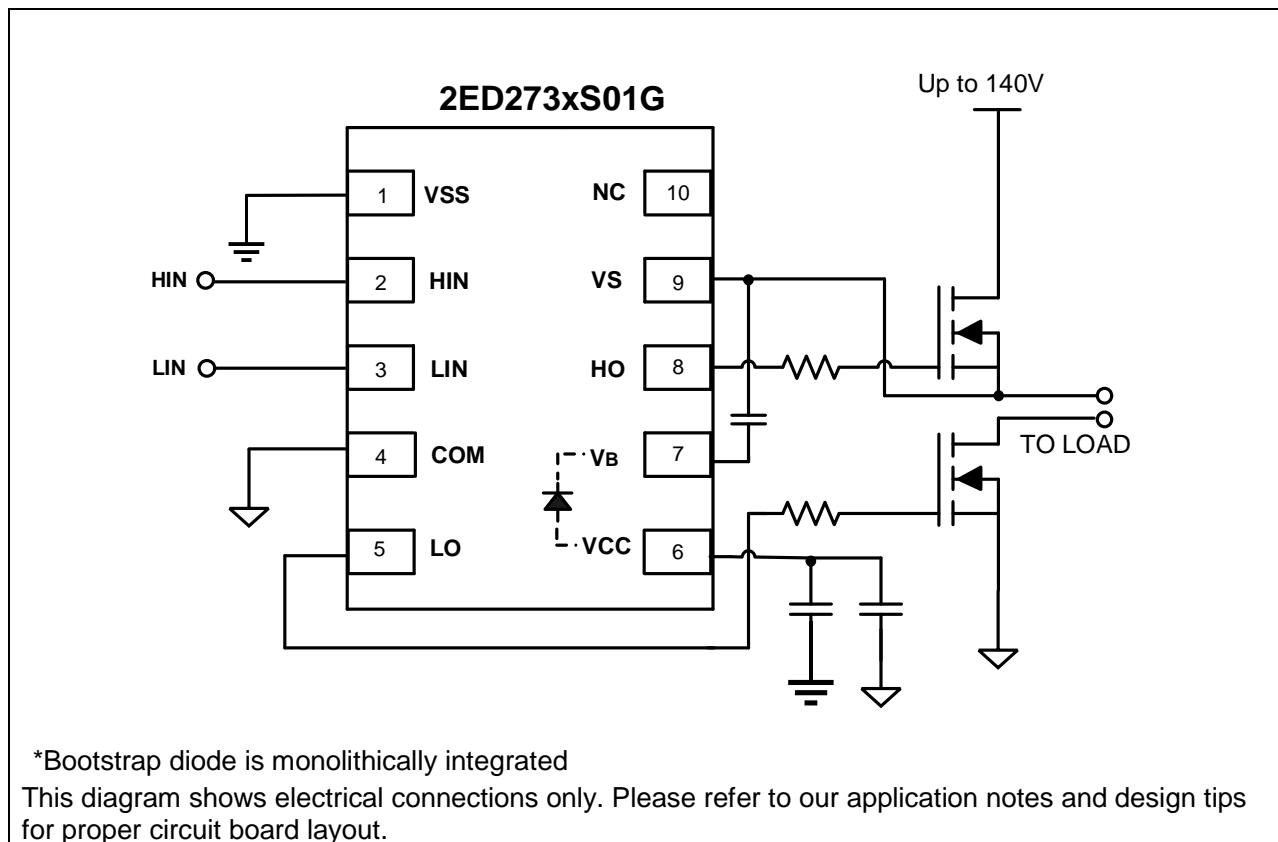 2ED273xS01G
Up to 140V
1 VSS
NC 10
HIN
2 HIN
VS 9
LIN
3 LIN
HO 8
TO LOAD
4 COM
VB 7
5 LO
VCC 6
*Bootstrap diode is monolithically integrated
This diagram shows electrical connections only. Please refer to our application notes and design tips
for proper circuit board layout.